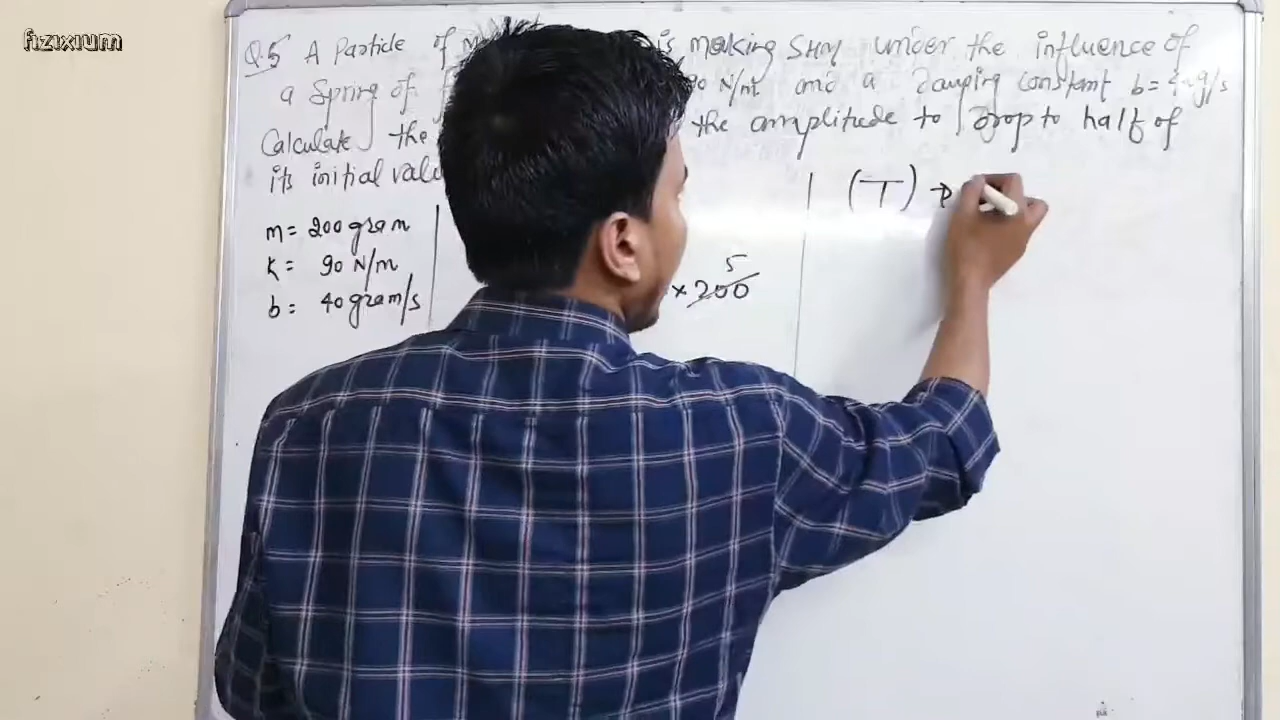 fizixium
Q.5 A Particle of is making SHM under the influence of
a Spring of 90 N/m and a Damping constant b = g/s
Calculate the the amplitude to Drop to half of
its initial valu
m = 200 gram
K = 90 N/m
b = 40 gram/s
5
× 200
(T) →